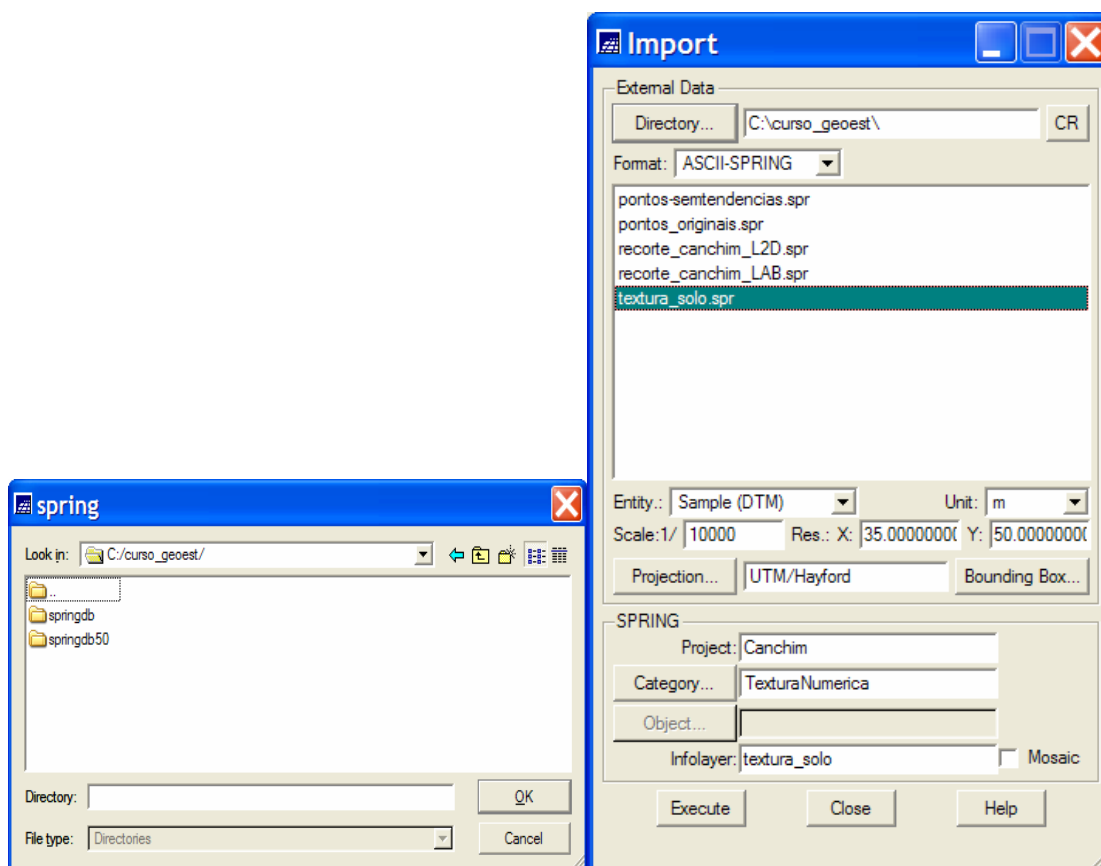 Import
External Data
Directory... C:\curso_geoest\ CR
Format: ASCII-SPRING
pontos-semtendencias.spr
pontos_originais.spr
recorte_canchim_L2D.spr
recorte_canchim_LAB.spr
textura_solo.spr
Entity.: Sample (DTM) Unit: m
Scale:1/ 10000 Res.: X: 35.00000000 Y: 50.00000000
Projection... UTM/Hayford Bounding Box...
SPRING
Project: Canchim
Category... TexturaNumerica
Object...
Infolayer: textura_solo Mosaic
Execute Close Help
spring
Look in: C:/curso_geoest/
..
springdb
springdb50
Directory: OK
File type: Directories Cancel